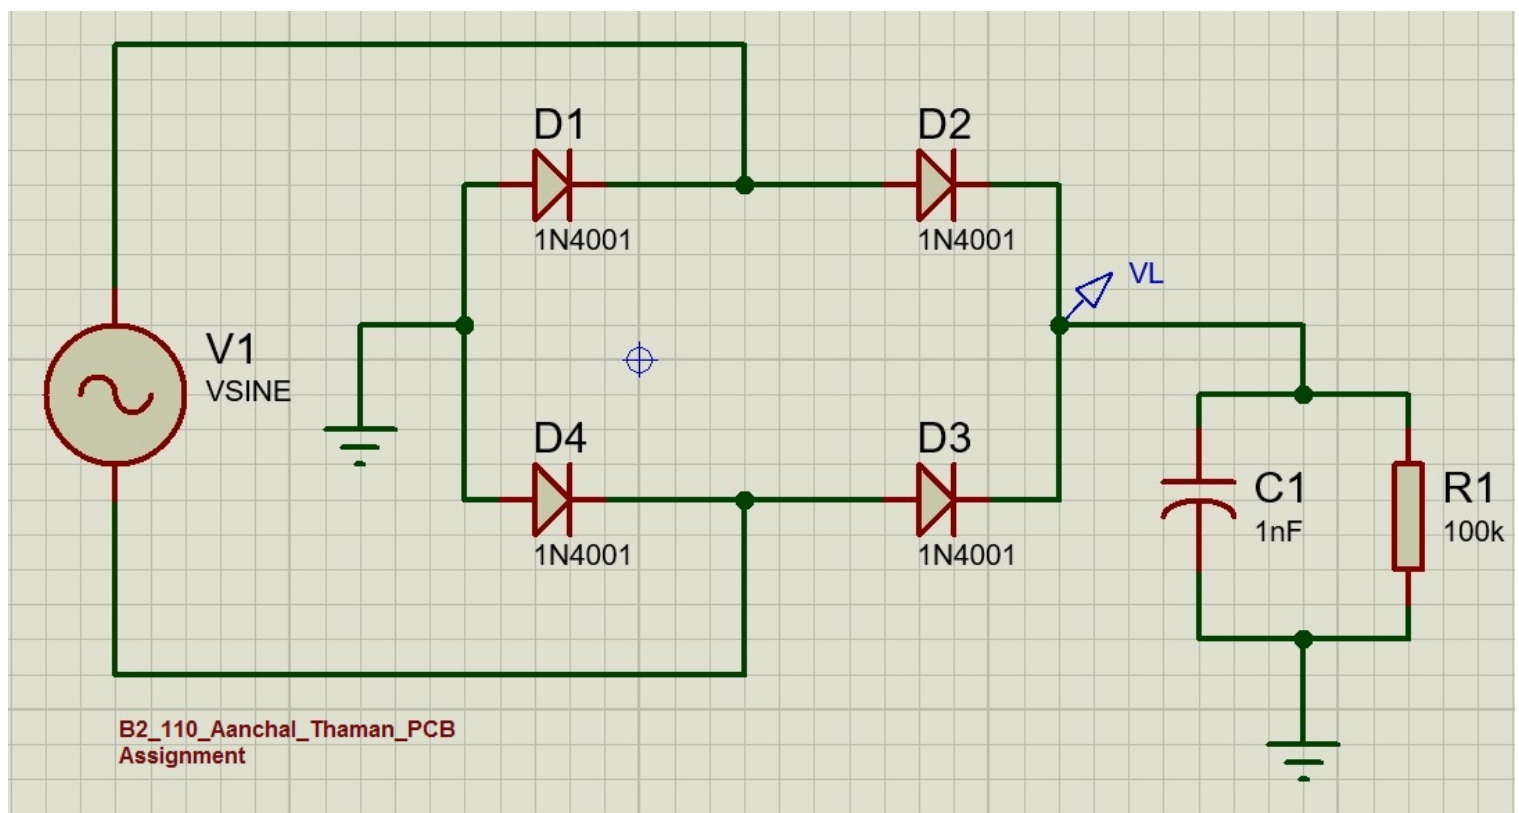 D1
D2
1N4001
1N4001
VL
V1
VSINE
D4
D3
1N4001
1N4001
C1
1nF
R1
100k
B2_110_Aanchal_Thaman_PCB
Assignment